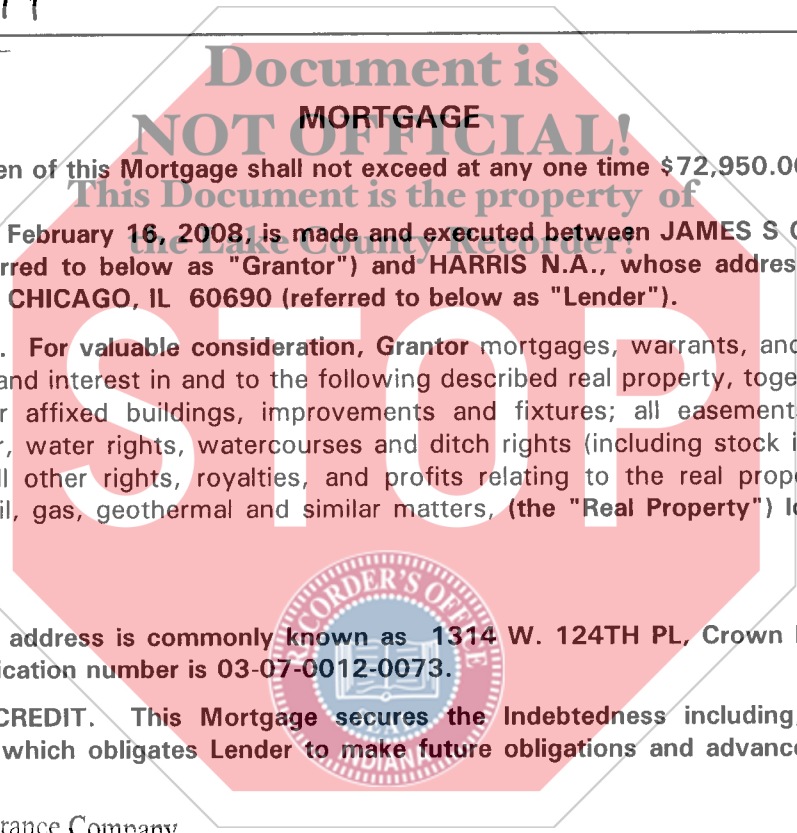 Document is
MORTGAGE
NOT OFFICIAL!
en of this Mortgage shall not exceed at any one time $72,950.00
This Document is the property of
February 16, 2008, is made and executed between JAMES S
the Lake County Recorder!
rred to below as "Grantor") and HARRIS N.A., whose addres
CHICAGO, IL 60690 (referred to below as "Lender").
STOP
. For valuable consideration, Grantor mortgages, warrants, and
and interest in and to the following described real property, toge
r affixed buildings, improvements and fixtures; all easement
r, water rights, watercourses and ditch rights (including stock i
ll other rights, royalties, and profits relating to the real prope
il, gas, geothermal and similar matters, (the "Real Property") lo
RECORDER'S OFFICE
address is commonly known as 1314 W. 124TH PL, Crown
ication number is 03-07-0012-0073.
CREDIT. This Mortgage secures the Indebtedness including,
SEAL
which obligates Lender to make future obligations and advance
INDIANA
rance Company